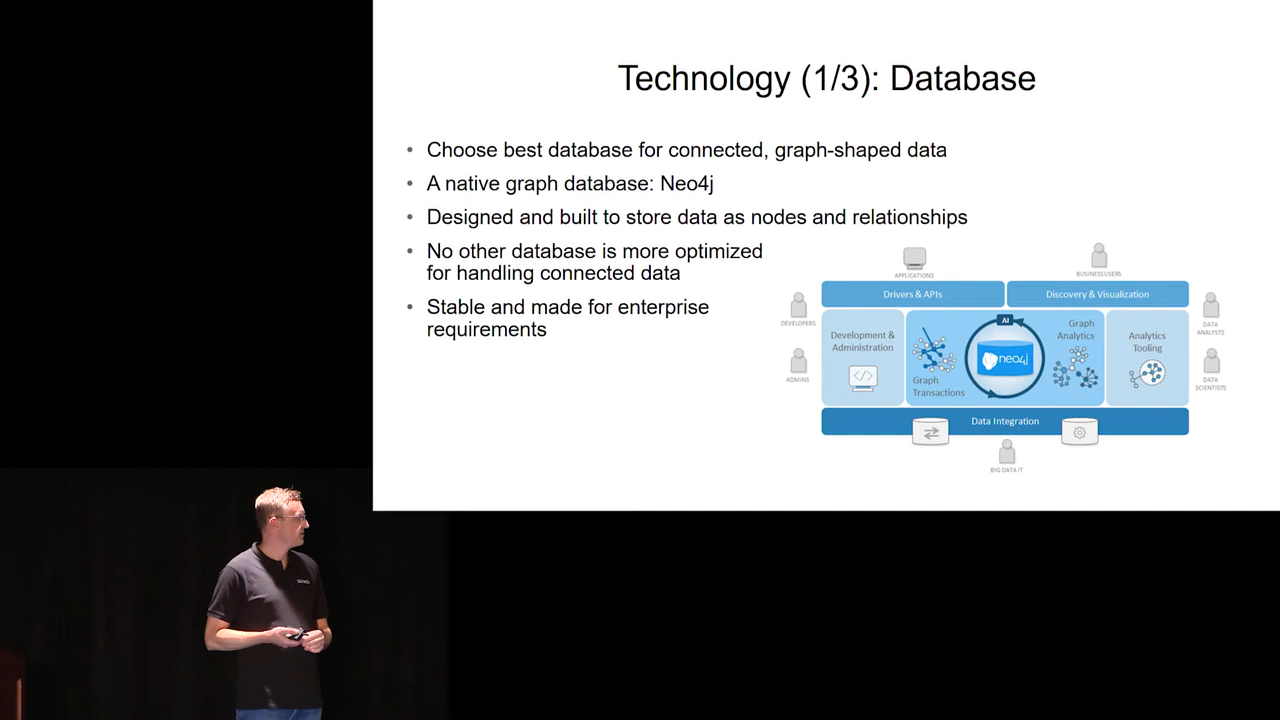 Technology (1/3): Database
• Choose best database for connected, graph-shaped data
• A native graph database: Neo4j
• Designed and built to store data as nodes and relationships
• No other database is more optimized
for handling connected data
• Stable and made for enterprise
requirements
APPLICATIONS
BUSINESS USERS
Drivers & APIs
Discovery & Visualization
DEVELOPERS
ADMINS
Development &
Administration
</>
Graph
Transactions
AI
neo4j
Graph
Analytics
Analytics
Tooling
DATA
ANALYSTS
DATA
SCIENTISTS
Data Integration
BIG DATA IT